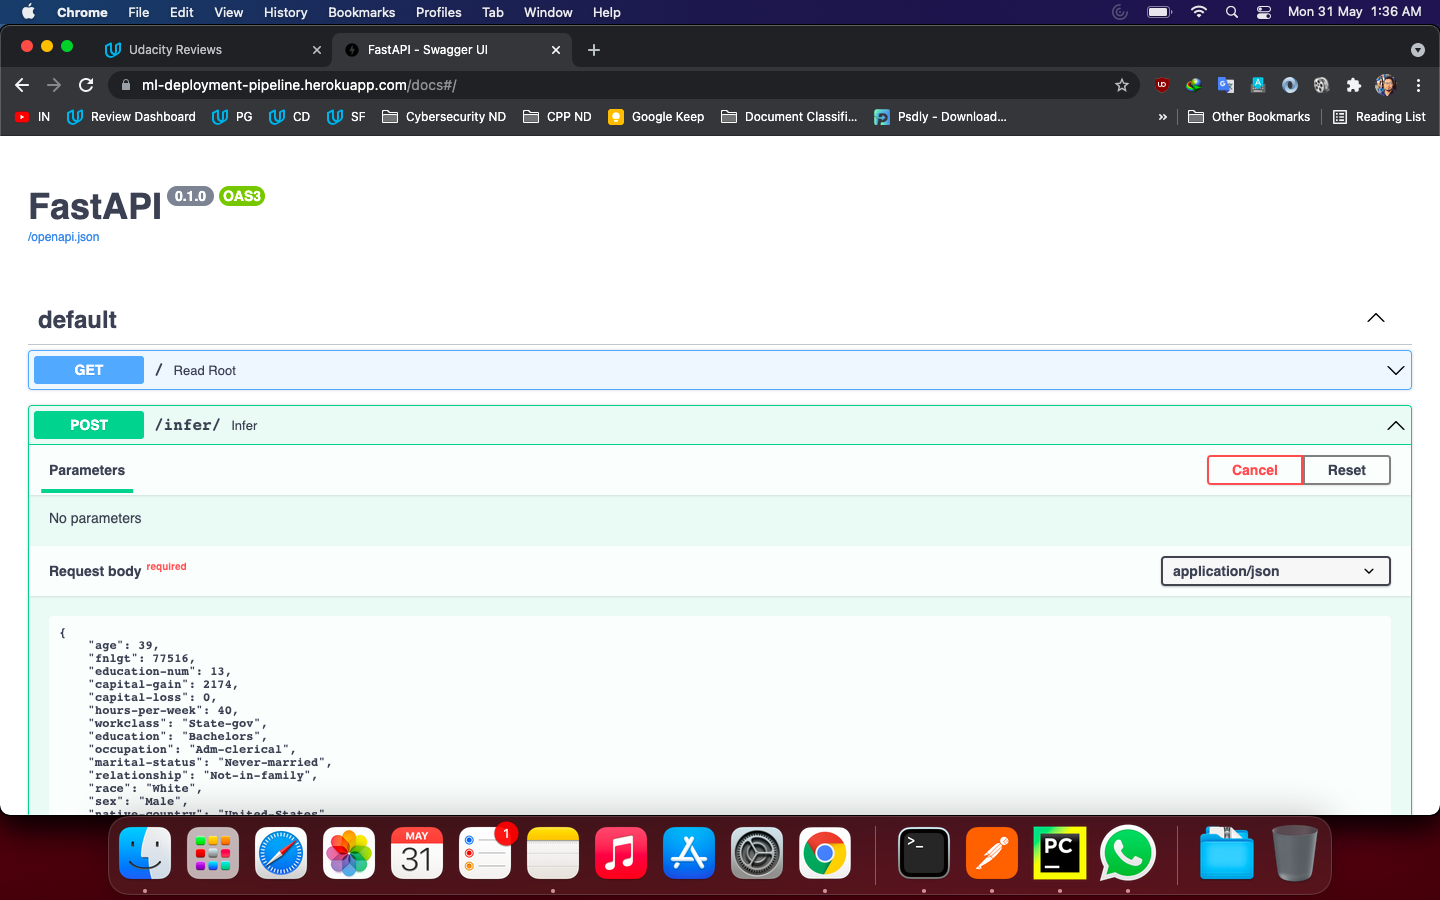 Chrome File Edit View History Bookmarks Profiles Tab Window Help Mon 31 May 1:36 AM
Udacity Reviews
FastAPI - Swagger UI
ml-deployment-pipeline.herokuapp.com/docs#/
IN Review Dashboard PG CD SF Cybersecurity ND CPP ND Google Keep Document Classifi... Psdly - Download... » Other Bookmarks Reading List
FastAPI 0.1.0 OAS3
/openapi.json
default
GET / Read Root
POST /infer/ Infer
Parameters Cancel Reset
No parameters
Request body required application/json
{
"age": 39,
"fnlgt": 77516,
"education-num": 13,
"capital-gain": 2174,
"capital-loss": 0,
"hours-per-week": 40,
"workclass": "State-gov",
"education": "Bachelors",
"occupation": "Adm-clerical",
"marital-status": "Never-married",
"relationship": "Not-in-family",
"race": "White",
"sex": "Male",
"native-country": "United-States"
MAY
31
1
>_
PC